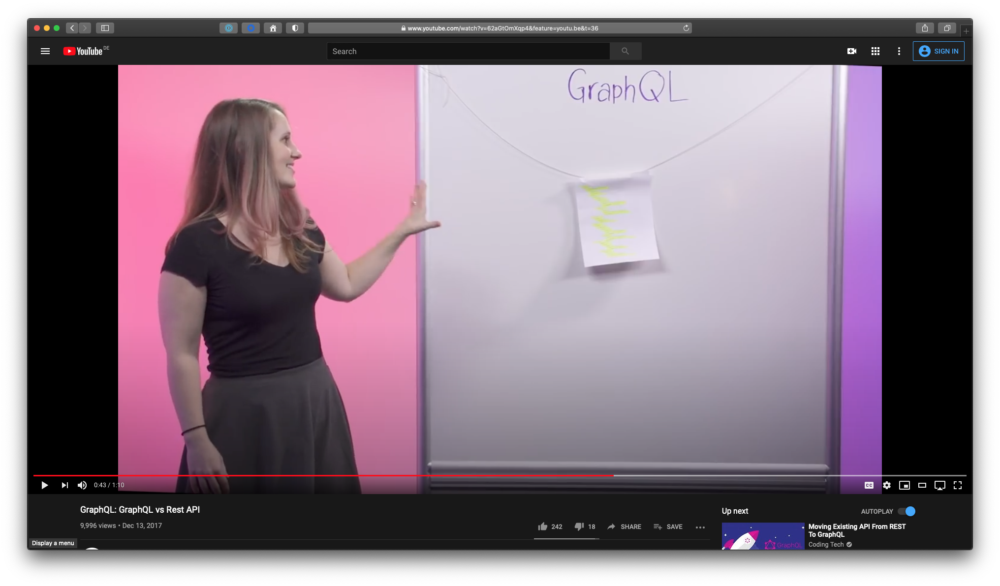 www.youtube.com/watch?v=62aGtOmXqp4&feature=youtu.be&t=36
YouTube DE
Search
SIGN IN
GraphQL
0:43 / 1:10
CC
GraphQL: GraphQL vs Rest API
9,996 views • Dec 13, 2017
242
18
SHARE
SAVE
Up next
AUTOPLAY
GraphQL
Moving Existing API From REST
To GraphQL
Coding Tech
Display a menu